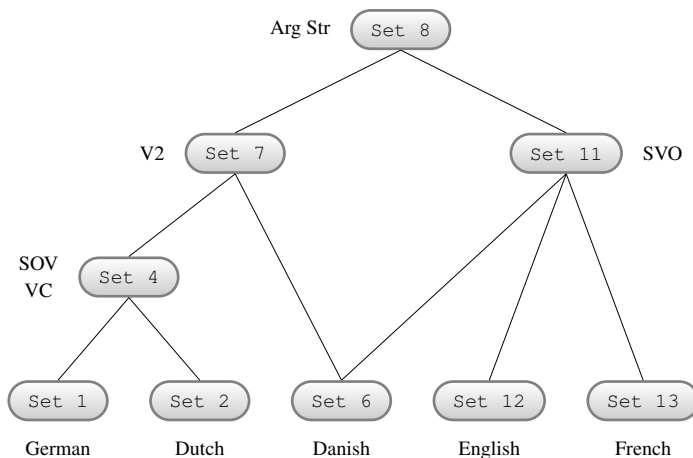 Arg Str Set 8
V2 Set 7 Set 11 SVO
SOV
Set 4
VC
Set 1 Set 2 Set 6 Set 12 Set 13
German Dutch Danish English French